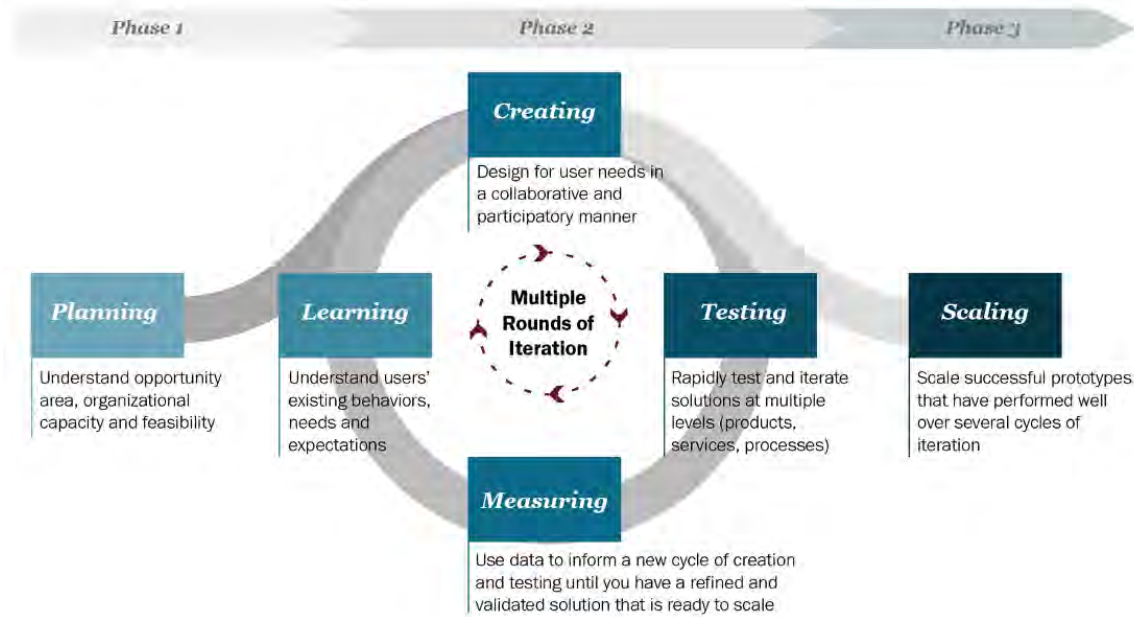 Phase 1
Phase 2
Phase 3
Creating
Design for user needs in
a collaborative and
participatory manner
Planning
Understand opportunity
area, organizational
capacity and feasibility
Learning
Understand users'
existing behaviors,
needs and
expectations
Multiple
Rounds of
Iteration
Testing
Rapidly test and iterate
solutions at multiple
levels (products,
services, processes)
Scaling
Scale successful prototypes
that have performed well
over several cycles of
iteration
Measuring
Use data to inform a new cycle of creation
and testing until you have a refined and
validated solution that is ready to scale